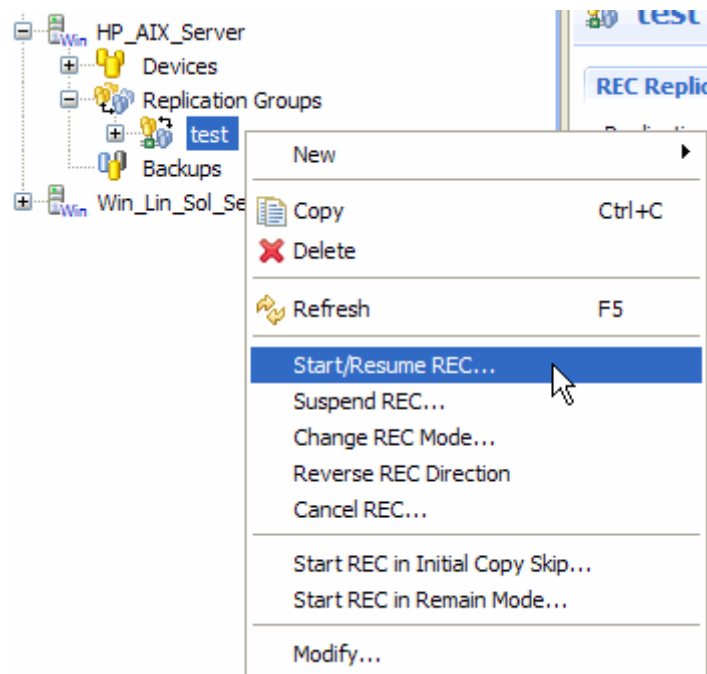 Win HP_AIX_Server
test
Devices
REC Replic
Replication Groups
test
New
Backups
Win Win_Lin_Sol_Se
Copy Ctrl+C
Delete
Refresh F5
Start/Resume REC...
Suspend REC...
Change REC Mode...
Reverse REC Direction
Cancel REC...
Start REC in Initial Copy Skip...
Start REC in Remain Mode...
Modify...